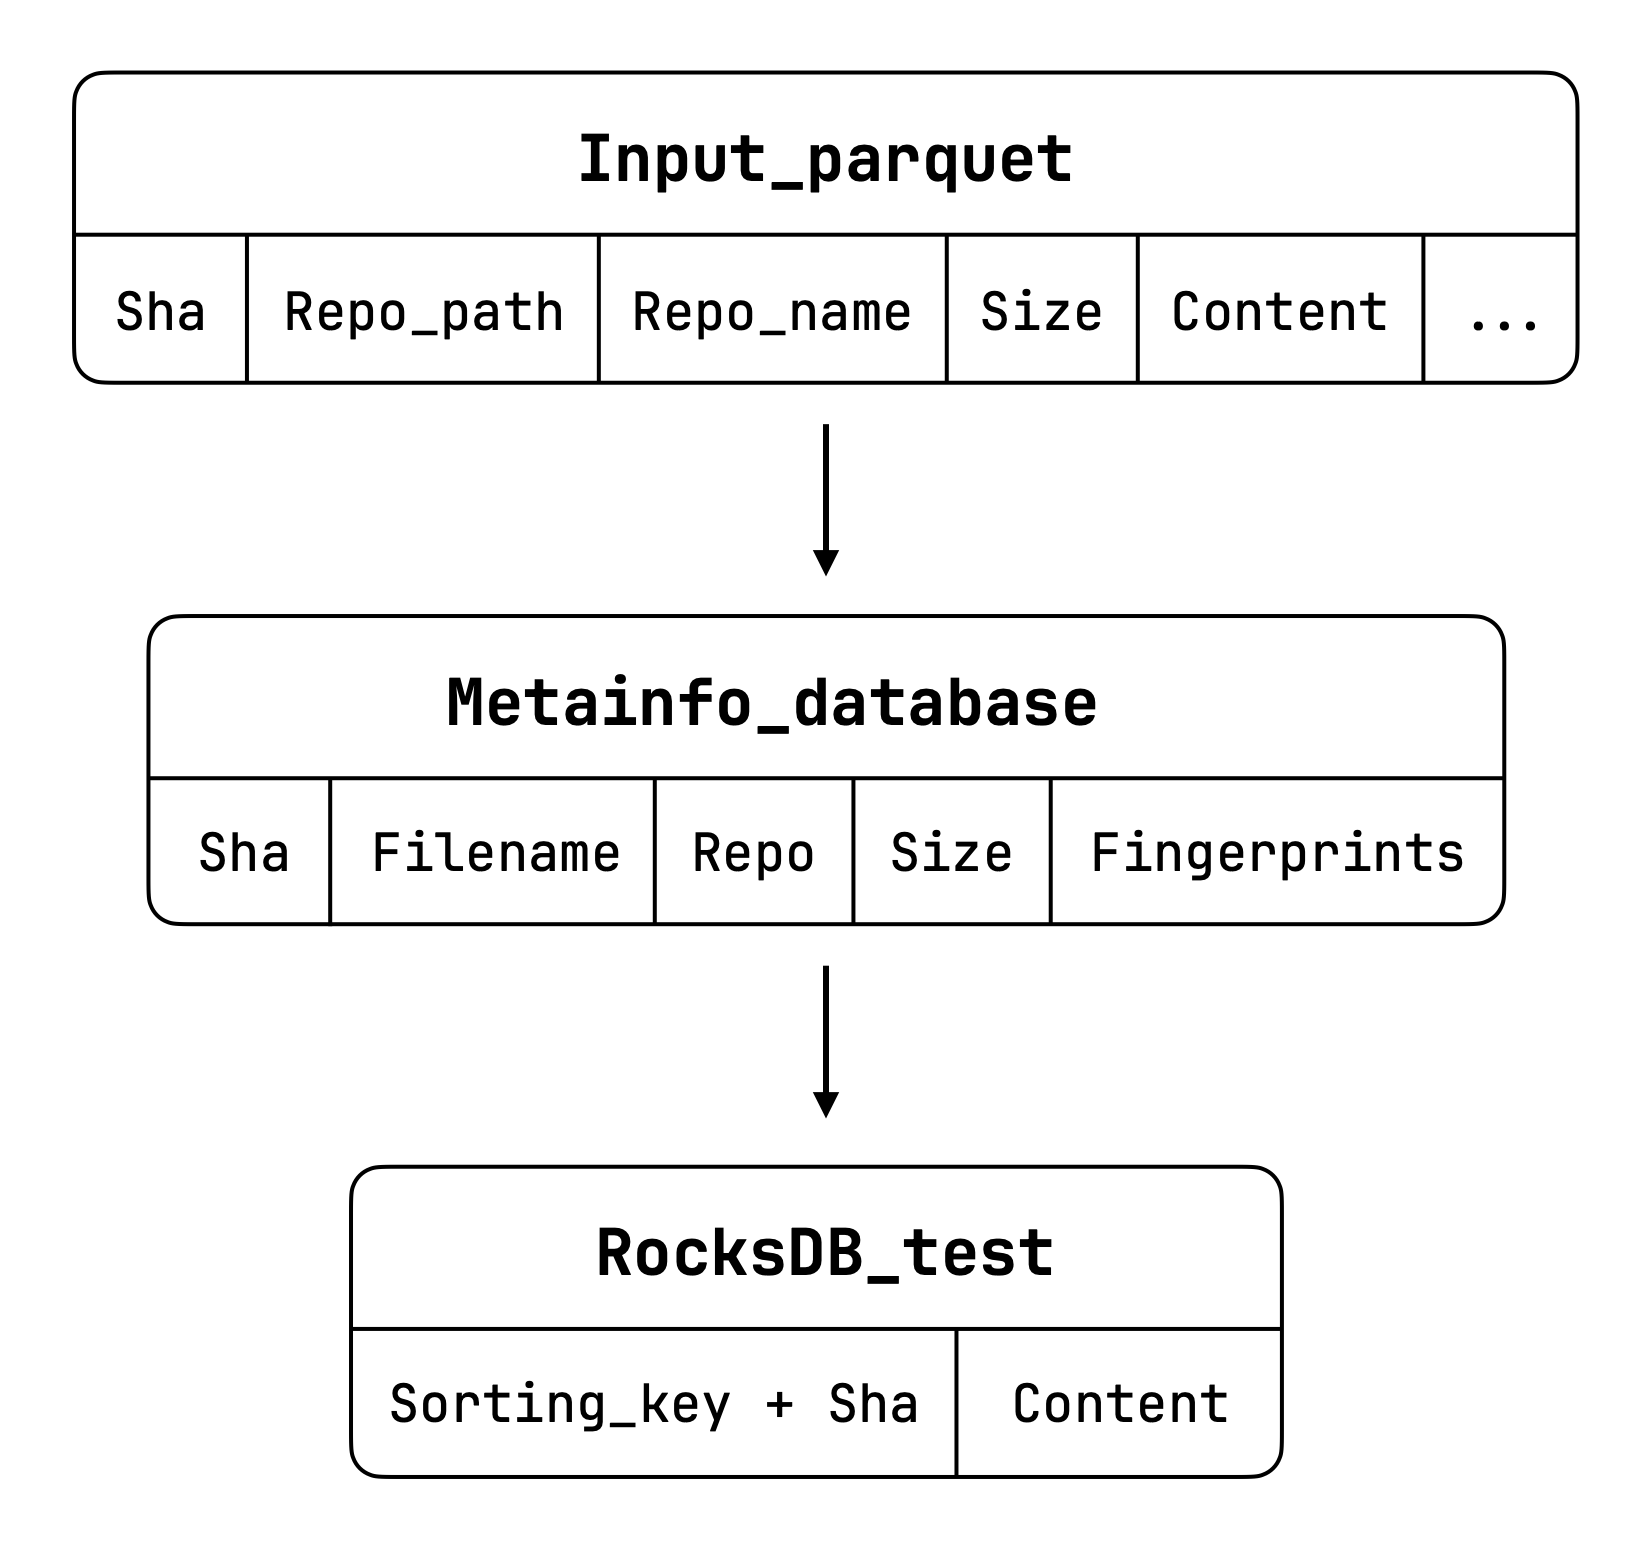 Input_parquet
Sha Repo_path Repo_name Size Content ...
Metainfo_database
Sha Filename Repo Size Fingerprints
RocksDB_test
Sorting_key + Sha Content